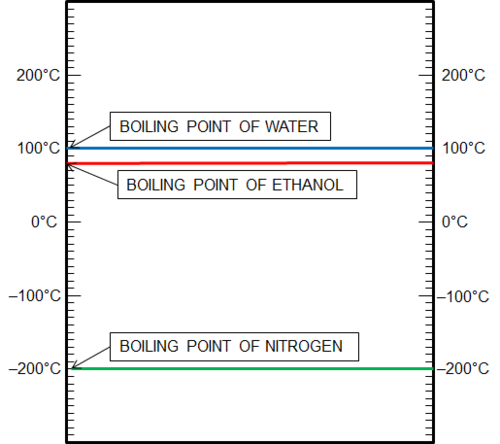 200°C 200°C
BOILING POINT OF WATER
100°C 100°C
BOILING POINT OF ETHANOL
0°C 0°C
–100°C –100°C
BOILING POINT OF NITROGEN
–200°C –200°C